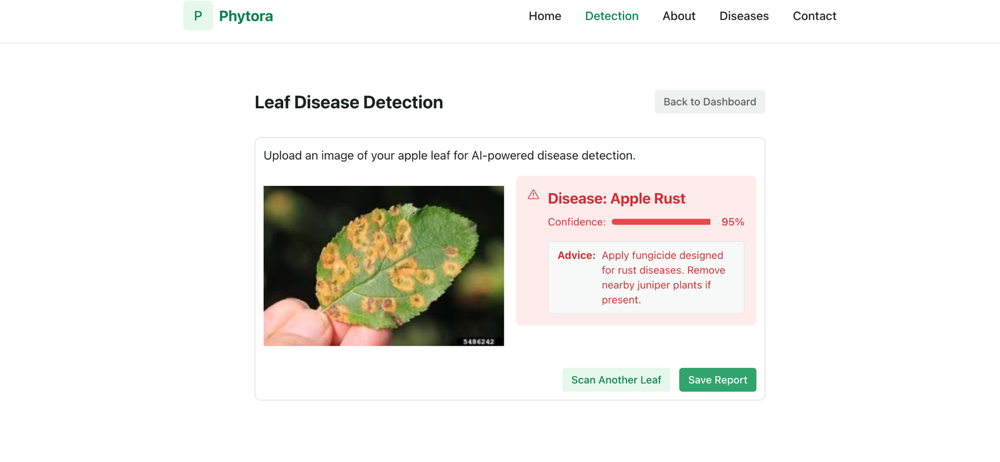 P Phytora Home Detection About Diseases Contact
Leaf Disease Detection
Back to Dashboard
Upload an image of your apple leaf for AI-powered disease detection.
Disease: Apple Rust
Confidence: 95%
Advice: Apply fungicide designed
for rust diseases. Remove
nearby juniper plants if
present.
5486242
Scan Another Leaf
Save Report